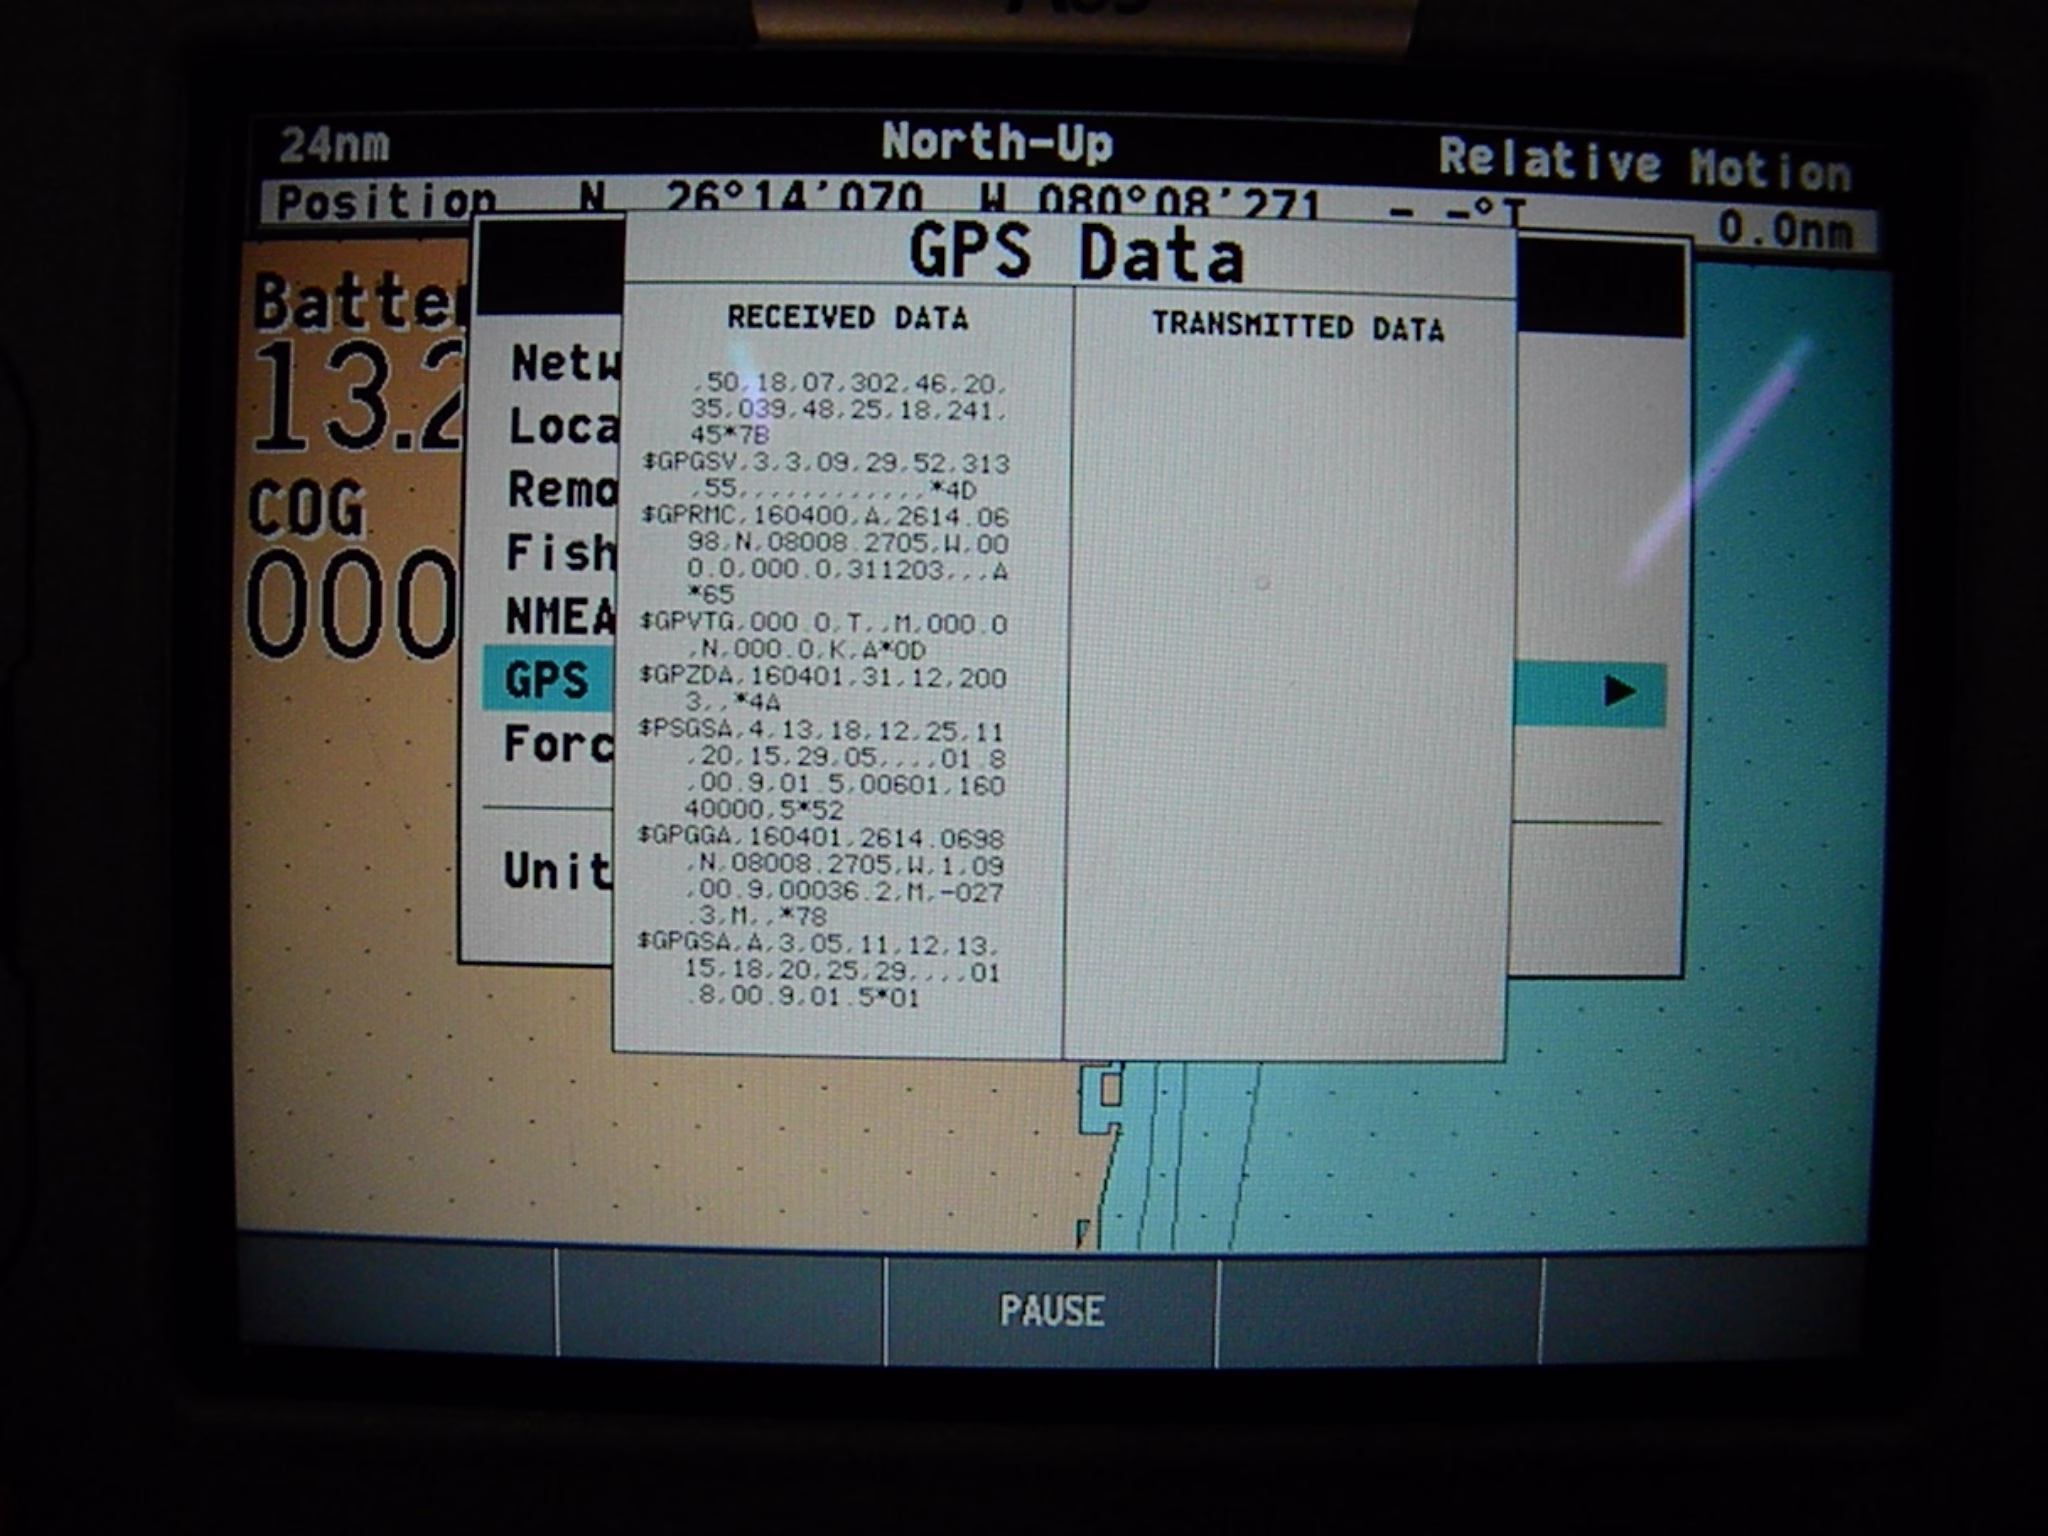 24nm North-Up Relative Motion
Position N 26°14'070 W 080°08'271 - -°T 0.0nm
GPS Data
RECEIVED DATA
TRANSMITTED DATA
Batte
13.2
COG
000
Netw
Loca
Remo
Fish
NMEA
GPS
Forc
Unit
,50,18,07,302,46,20,
35,039,48,25,18,241,
45*7B
$GPGSV,3,3,09,29,52,313
,55,,,,,,,,,,,,*4D
$GPRMC,160400,A,2614.06
98,N,08008.2705,W,00
0.0,000.0,311203,,,A
*65
$GPVTG,000.0,T,,M,000.0
,N,000.0,K,A*0D
$GPZDA,160401,31,12,200
3,,*4A
$PSGSA,4,13,18,12,25,11
,20,15,29,05,,,,01.8
,00.9,01.5,00601,160
40000,5*52
$GPGGA,160401,2614.0698
,N,08008.2705,W,1,09
,00.9,00036.2,M,-027
.3,M,,*78
$GPGSA,A,3,05,11,12,13,
15,18,20,25,29,,,,01
.8,00.9,01.5*01
PAUSE